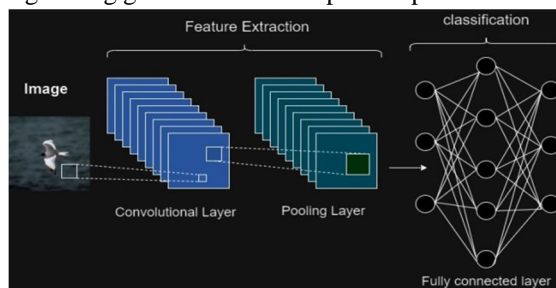 Feature Extraction
classification
Image
Convolutional Layer
Pooling Layer
Fully connected layer